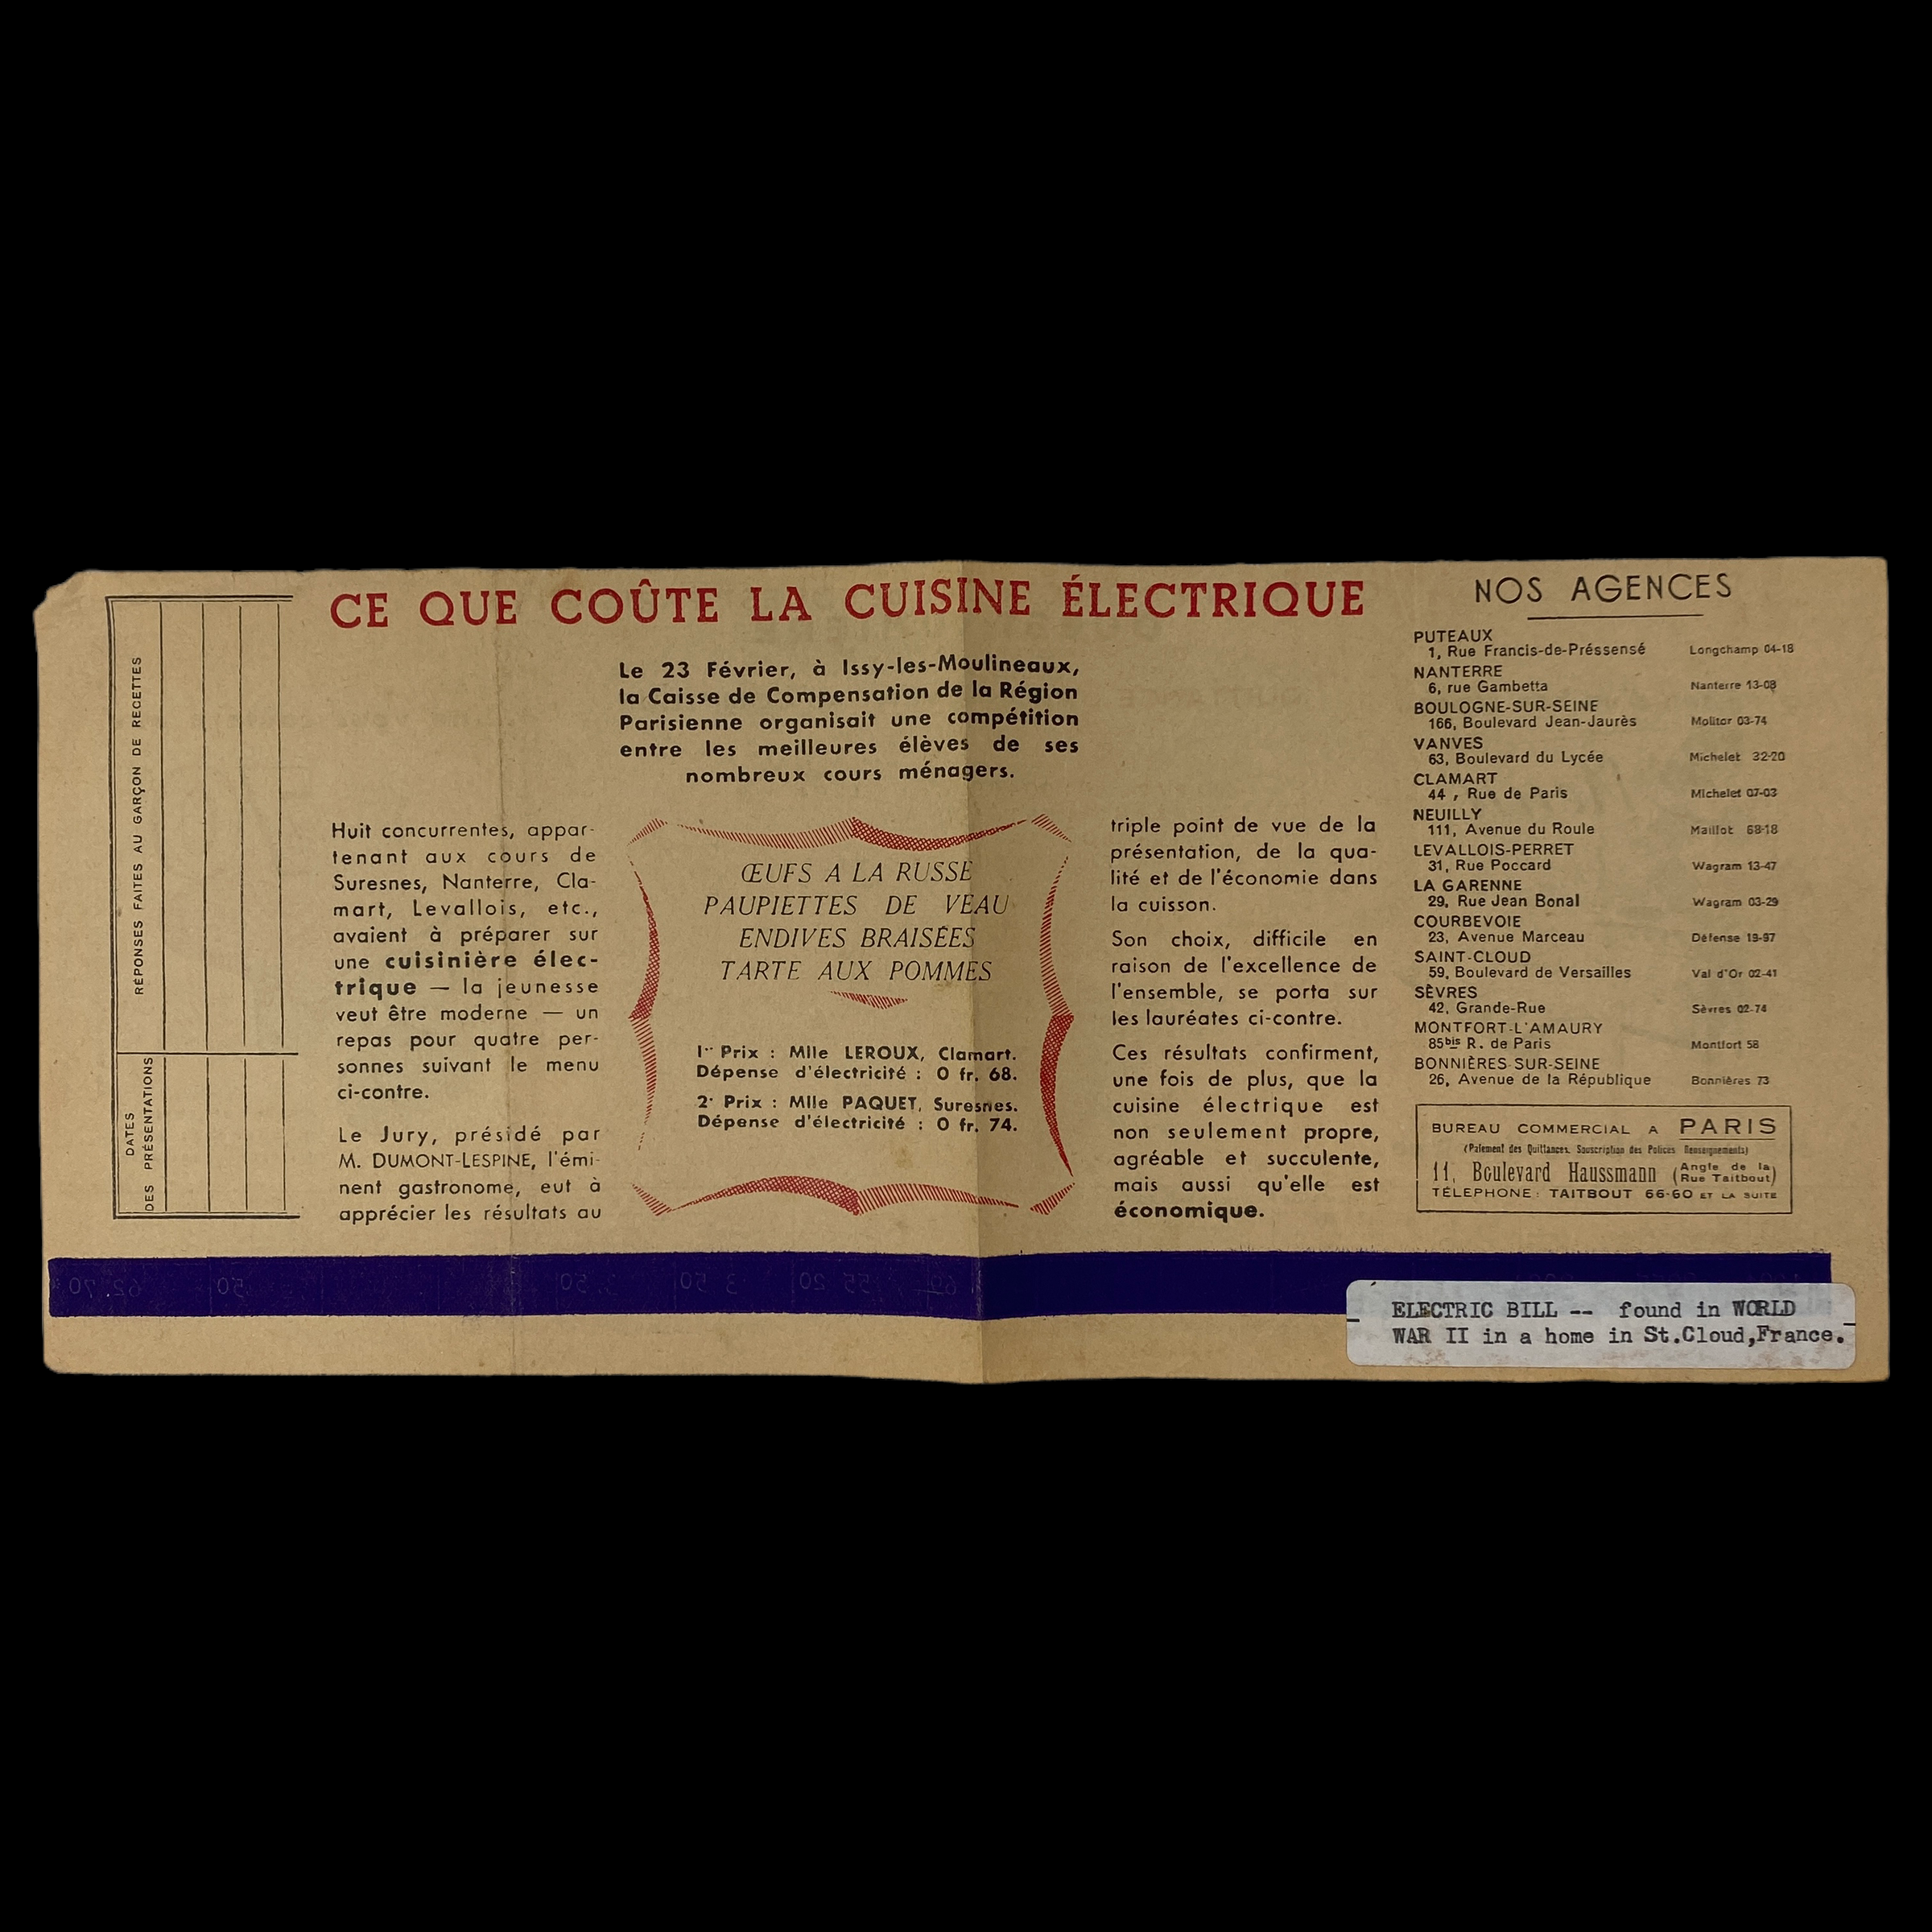 RÉPONSES FAITES AU GARÇON DE RECETTES
DATES
DES PRÉSENTATIONS
CE QUE COÛTE LA CUISINE ÉLECTRIQUE
Le 23 Février, à Issy-les-Moulineaux,
la Caisse de Compensation de la Région
Parisienne organisait une compétition
entre les meilleures élèves de ses
nombreux cours ménagers.
Huit concurrentes, appar-
tenant aux cours de
Suresnes, Nanterre, Cla-
mart, Levallois, etc.,
avaient à préparer sur
une cuisinière élec-
trique — la jeunesse
veut être moderne — un
repas pour quatre per-
sonnes suivant le menu
ci-contre.
Le Jury, présidé par
M. DUMONT-LESPINE, l'émi-
nent gastronome, eut à
apprécier les résultats au
ŒUFS A LA RUSSE
PAUPIETTES DE VEAU
ENDIVES BRAISÉES
TARTE AUX POMMES
1er Prix : Mlle LEROUX, Clamart.
Dépense d'électricité : 0 fr. 68.
2e Prix : Mlle PAQUET, Suresnes.
Dépense d'électricité : 0 fr. 74.
triple point de vue de la
présentation, de la qua-
lité et de l'économie dans
la cuisson.
Son choix, difficile en
raison de l'excellence de
l'ensemble, se porta sur
les lauréates ci-contre.
Ces résultats confirment,
une fois de plus, que la
cuisine électrique est
non seulement propre,
agréable et succulente,
mais aussi qu'elle est
économique.
NOS AGENCES
PUTEAUX
1, Rue Francis-de-Préssensé Longchamp 04-18
NANTERRE
6, rue Gambetta Nanterre 13-08
BOULOGNE-SUR-SEINE
166, Boulevard Jean-Jaurès Molitor 03-74
VANVES
63, Boulevard du Lycée Michelet 32-20
CLAMART
44, Rue de Paris Michelet 07-03
NEUILLY
111, Avenue du Roule Maillot 68-18
LEVALLOIS-PERRET
31, Rue Poccard Wagram 13-47
LA GARENNE
29, Rue Jean Bonal Wagram 03-29
COURBEVOIE
23, Avenue Marceau Défense 19-97
SAINT-CLOUD
59, Boulevard de Versailles Val d'Or 02-41
SÈVRES
42, Grande-Rue Sèvres 02-74
MONTFORT-L'AMAURY
85bis R. de Paris Montfort 58
BONNIÈRES-SUR-SEINE
26, Avenue de la République Bonnières 73
BUREAU COMMERCIAL A PARIS
(Paiement des Quittances, Souscription des Polices Renseignements)
11, Boulevard Haussmann (Angle de la Rue Taitbout)
TÉLEPHONE : TAITBOUT 66-60 ET LA SUITE
ELECTRIC BILL -- found in WORLD
WAR II in a home in St.Cloud,France.